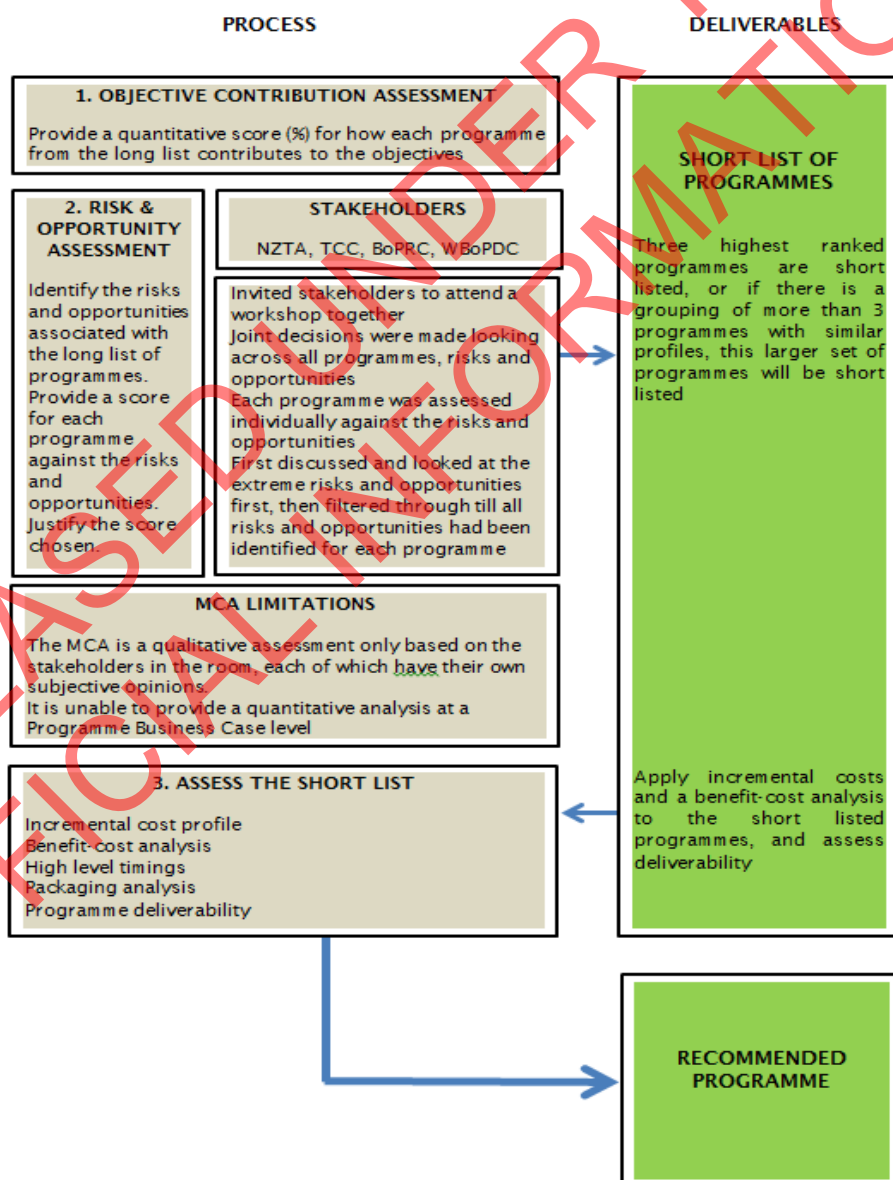 PROCESS
DELIVERABLES
1. OBJECTIVE CONTRIBUTION ASSESSMENT
Provide a quantitative score (%) for how each programme
from the long list contributes to the objectives
2. RISK &
OPPORTUNITY
ASSESSMENT
Identify the risks
and opportunities
associated with
the long list of
programmes.
Provide a score
for each
programme
against the risks
and
opportunities.
Justify the score
chosen.
STAKEHOLDERS
NZTA, TCC, BoPRC, WBoPDC
Invited stakeholders to attend a
workshop together
Joint decisions were made looking
across all programmes, risks and
opportunities
Each programme was assessed
individually against the risks and
opportunities
First discussed and looked at the
extreme risks and opportunities
first, then filtered through till all
risks and opportunities had been
identified for each programme
MCA LIMITATIONS
The MCA is a qualitative assessment only based on the
stakeholders in the room, each of which have their own
subjective opinions.
It is unable to provide a quantitative analysis at a
Programme Business Case level
3. ASSESS THE SHORT LIST
Incremental cost profile
Benefit-cost analysis
High level timings
Packaging analysis
Programme deliverability
SHORT LIST OF
PROGRAMMES
Three highest ranked
programmes are short
listed, or if there is a
grouping of more than 3
programmes with similar
profiles, this larger set of
programmes will be short
listed
Apply incremental costs
and a benefit-cost analysis
to the short listed
programmes, and assess
deliverability
RECOMMENDED
PROGRAMME
ASED UNDER
FICIAL INFORMATIO